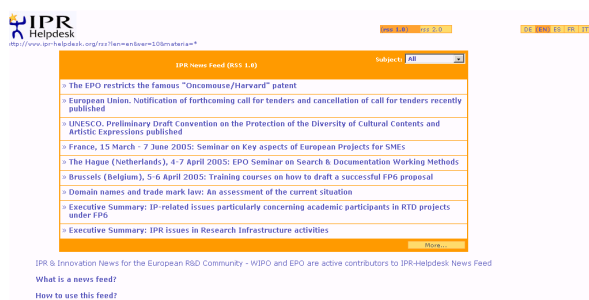 IPR
Helpdesk
(rss 1.0) rss 2.0
DE [EN] ES FR IT
ttp://www.ipr-helpdesk.org/rss?len=en&ver=10&materia=*
IPR News Feed (RSS 1.0)
Subject: All
» The EPO restricts the famous "Oncomouse/Harvard" patent
» European Union. Notification of forthcoming call for tenders and cancellation of call for tenders recently
published
» UNESCO. Preliminary Draft Convention on the Protection of the Diversity of Cultural Contents and
Artistic Expressions published
» France, 15 March - 7 June 2005: Seminar on Key aspects of European Projects for SMEs
» The Hague (Netherlands), 4-7 April 2005: EPO Seminar on Search & Documentation Working Methods
» Brussels (Belgium), 5-6 April 2005: Training courses on how to draft a successful FP6 proposal
» Domain names and trade mark law: An assessment of the current situation
» Executive Summary: IP-related issues particularly concerning academic participants in RTD projects
under FP6
» Executive Summary: IPR issues in Research Infrastructure activities
More...
IPR & Innovation News for the European R&D Community - WIPO and EPO are active contributors to IPR-Helpdesk News Feed
What is a news feed?
How to use this feed?